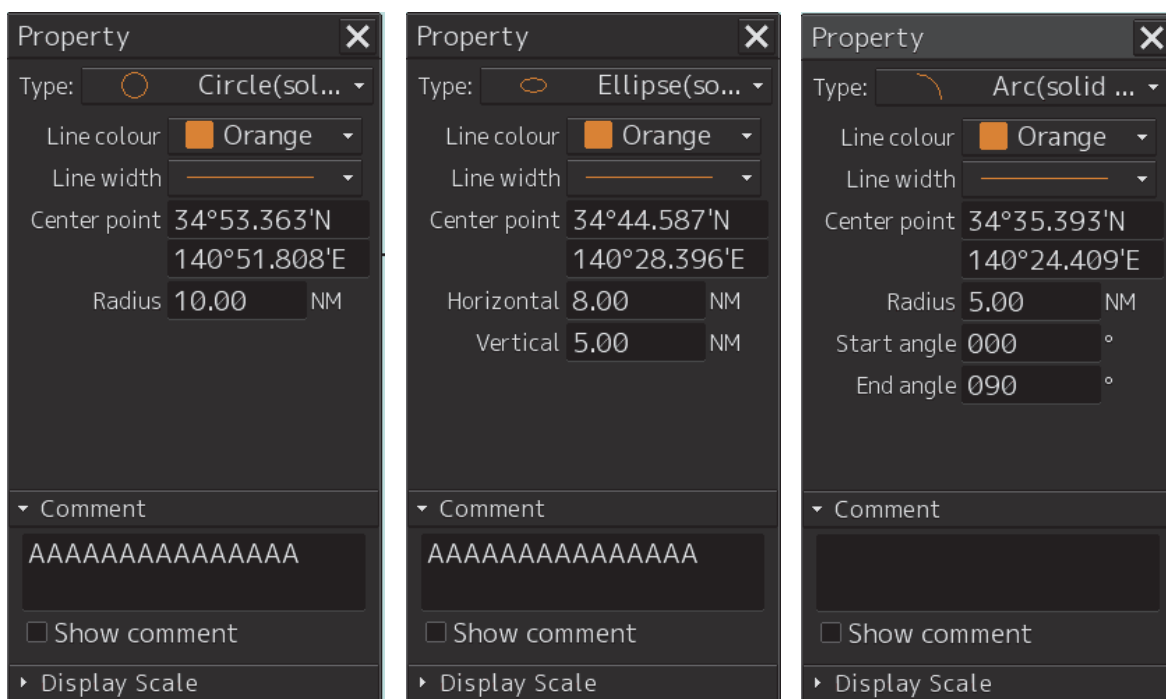 Property
Type: Circle(sol...
Line colour Orange
Line width
Center point 34°53.363'N
140°51.808'E
Radius 10.00 NM
Comment
AAAAAAAAAAAAAAA
Show comment
Display Scale
Property
Type: Ellipse(so...
Line colour Orange
Line width
Center point 34°44.587'N
140°28.396'E
Horizontal 8.00 NM
Vertical 5.00 NM
Comment
AAAAAAAAAAAAAAA
Show comment
Display Scale
Property
Type: Arc(solid ...
Line colour Orange
Line width
Center point 34°35.393'N
140°24.409'E
Radius 5.00 NM
Start angle 000 °
End angle 090 °
Comment
Show comment
Display Scale